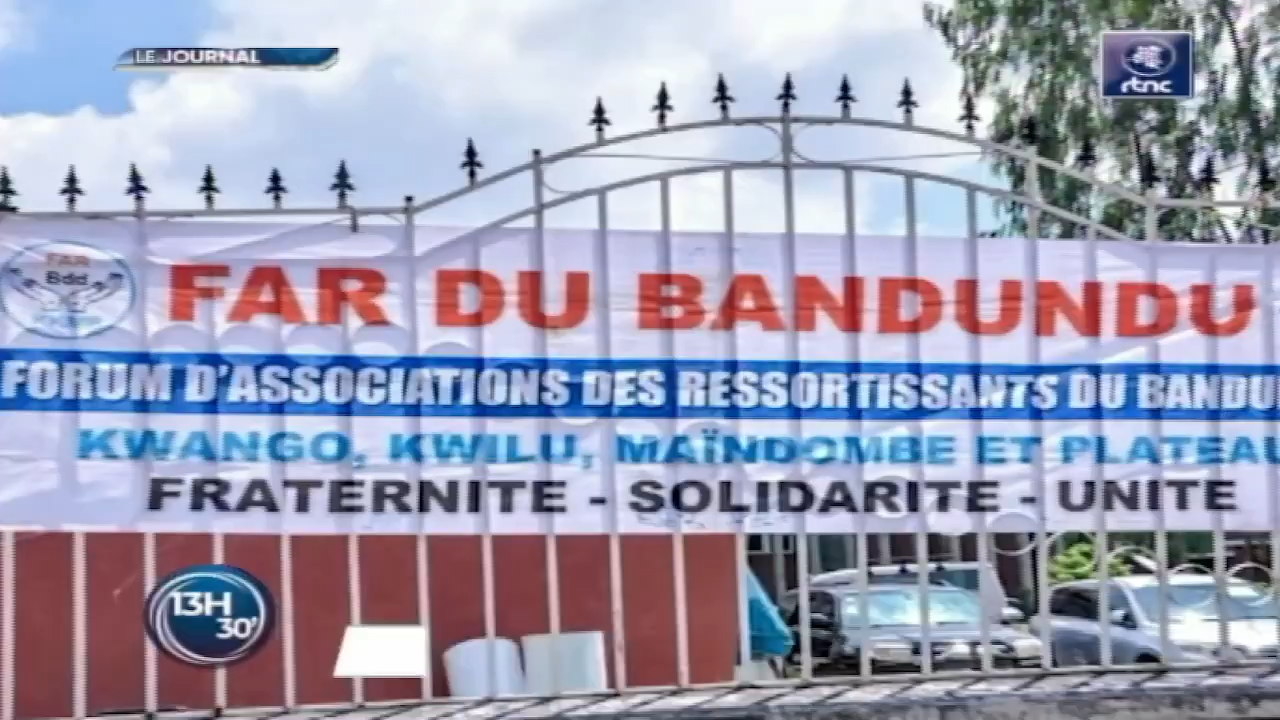 LE JOURNAL
rtnc
FAR
Bdd
FAR DU BANDUNDU
FORUM D'ASSOCIATIONS DES RESSORTISSANTS DU BANDU
KWANGO, KWILU, MAÏNDOMBE ET PLATEAU
FRATERNITE - SOLIDARITE - UNITE
13H
30'